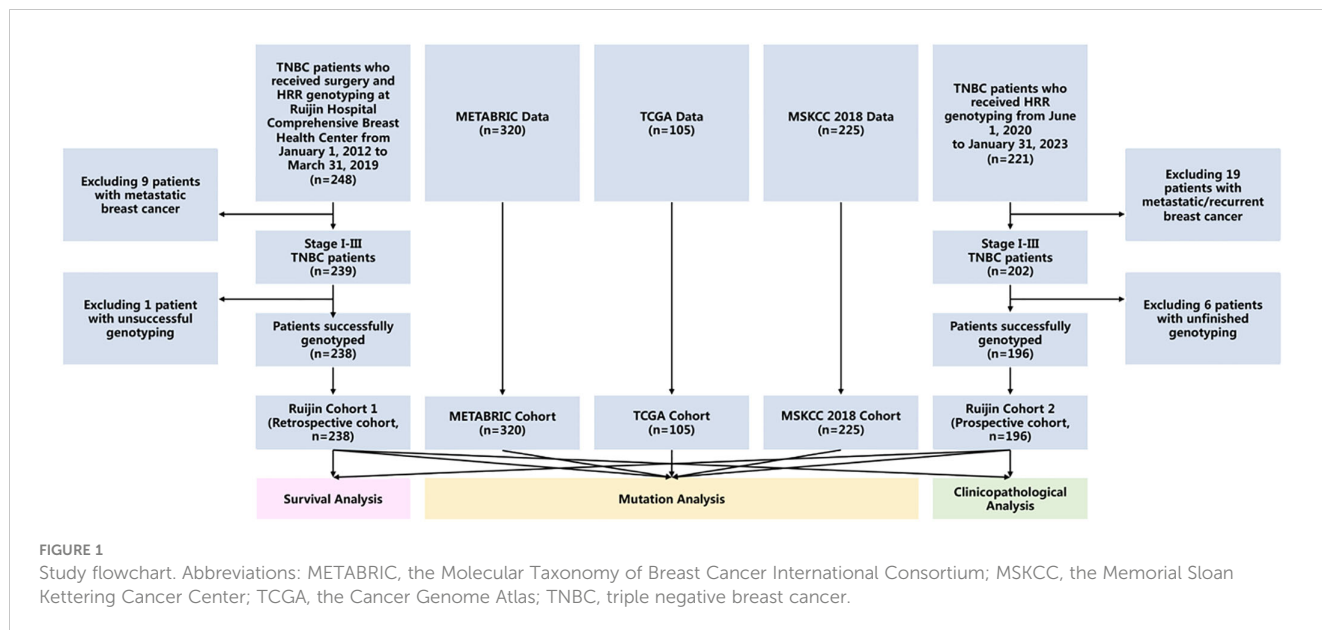 TNBC patients who
received surgery and
HRR genotyping at
Ruijin Hospital
Comprehensive Breast
Health Center from
January 1, 2012 to
March 31, 2019
(n=248)
METABRIC Data
(n=320)
TCGA Data
(n=105)
MSKCC 2018 Data
(n=225)
TNBC patients who
received HRR
genotyping from June
1, 2020
to January 31, 2023
(n=221)
Excluding 9 patients
with metastatic
breast cancer
Excluding 19
patients with
metastatic/recurrent
breast cancer
Stage I-III
TNBC patients
(n=239)
Stage I-III
TNBC patients
(n=202)
Excluding 1 patient
with unsuccessful
genotyping
Excluding 6 patients
with unfinished
genotyping
Patients successfully
genotyped
(n=238)
Patients successfully
genotyped
(n=196)
Ruijin Cohort 1
(Retrospective cohort,
n=238)
METABRIC Cohort
(n=320)
TCGA Cohort
(n=105)
MSKCC 2018 Cohort
(n=225)
Ruijin Cohort 2
(Prospective cohort,
n=196)
Survival Analysis
Mutation Analysis
Clinicopathological
Analysis
FIGURE 1
Study flowchart. Abbreviations: METABRIC, the Molecular Taxonomy of Breast Cancer International Consortium; MSKCC, the Memorial Sloan
Kettering Cancer Center; TCGA, the Cancer Genome Atlas; TNBC, triple negative breast cancer.